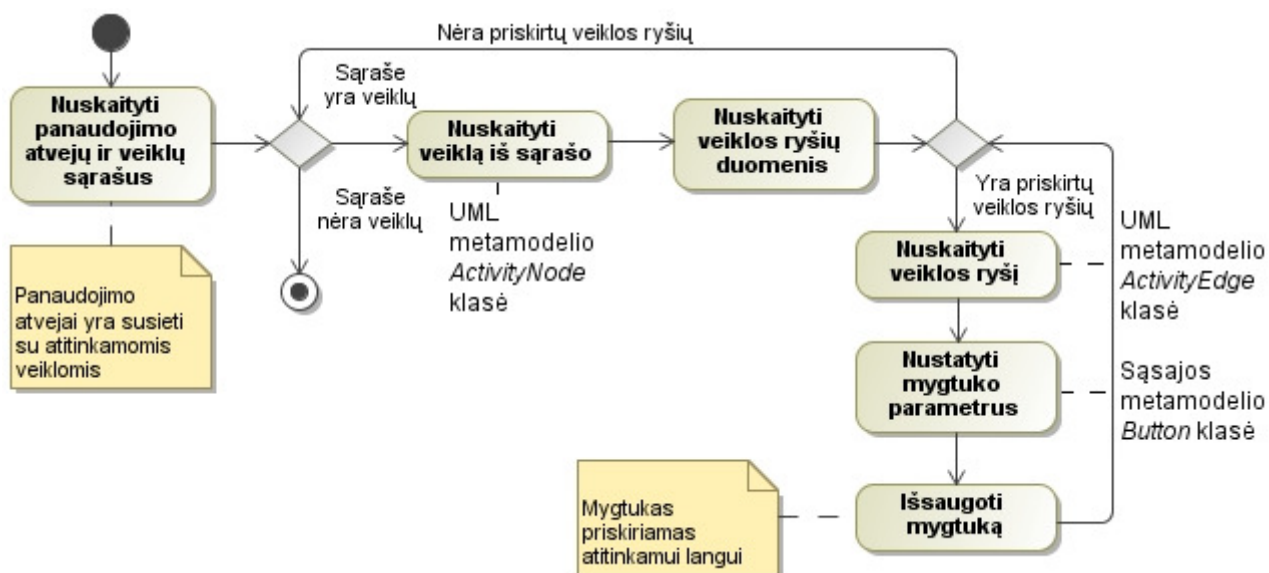 Nėra priskirtų veiklos ryšių
Nuskaityti
panaudojimo
atvejų ir veiklų
sąrašus
Sąraše
yra veiklų
Nuskaityti
veiklą iš sąrašo
Nuskaityti
veiklos ryšių
duomenis
Sąraše
nėra veiklų
UML
metamodelio
ActivityNode
klasė
Yra priskirtų
veiklos ryšių
Nuskaityti
veiklos ryšį
UML
metamodelio
ActivityEdge
klasė
Panaudojimo
atvejai yra susieti
su atitinkamomis
veiklomis
Nustatyti
mygtuko
parametrus
Sąsajos
metamodelio
Button klasė
Mygtukas
priskiriamas
atitinkamui langui
Išsaugoti
mygtuką